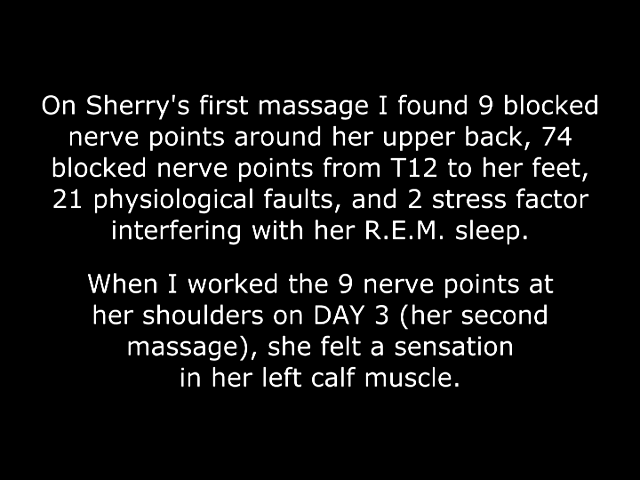 On Sherry's first massage I found 9 blocked
nerve points around her upper back, 74
blocked nerve points from T12 to her feet,
21 physiological faults, and 2 stress factor
interfering with her R.E.M. sleep.
When I worked the 9 nerve points at
her shoulders on DAY 3 (her second
massage), she felt a sensation
in her left calf muscle.